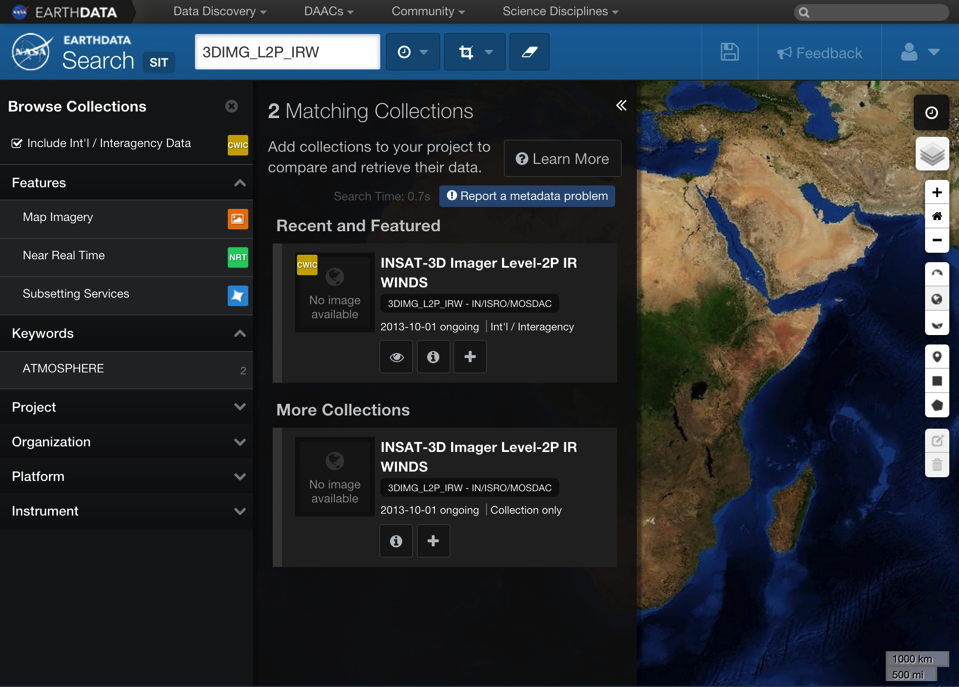 EARTHDATA
Data Discovery
DAACs
Community
Science Disciplines
NASA
EARTHDATA
Search SIT
3DIMG_L2P_IRW
Feedback
Browse Collections
Include Int'l / Interagency Data
CWIC
Features
Map Imagery
Near Real Time
NRT
Subsetting Services
Keywords
ATMOSPHERE
2
Project
Organization
Platform
Instrument
2 Matching Collections
Add collections to your project to
compare and retrieve their data.
Learn More
Search Time: 0.7s
Report a metadata problem
Recent and Featured
CWIC
No image
available
INSAT-3D Imager Level-2P IR
WINDS
3DIMG_L2P_IRW - IN/ISRO/MOSDAC
2013-10-01 ongoing | Int'l / Interagency
More Collections
No image
available
INSAT-3D Imager Level-2P IR
WINDS
3DIMG_L2P_IRW - IN/ISRO/MOSDAC
2013-10-01 ongoing | Collection only
1000 km
500 mi